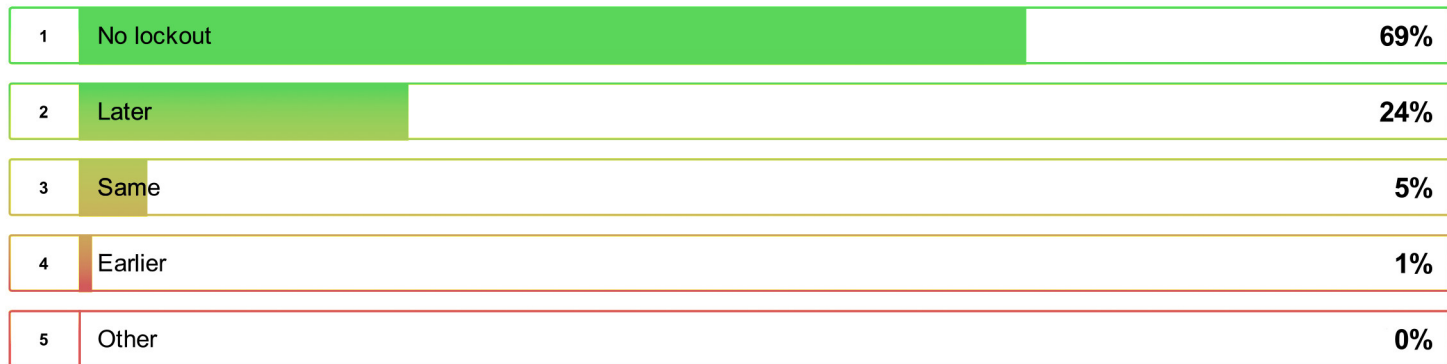 1 No lockout 69%
2 Later 24%
3 Same 5%
4 Earlier 1%
5 Other 0%